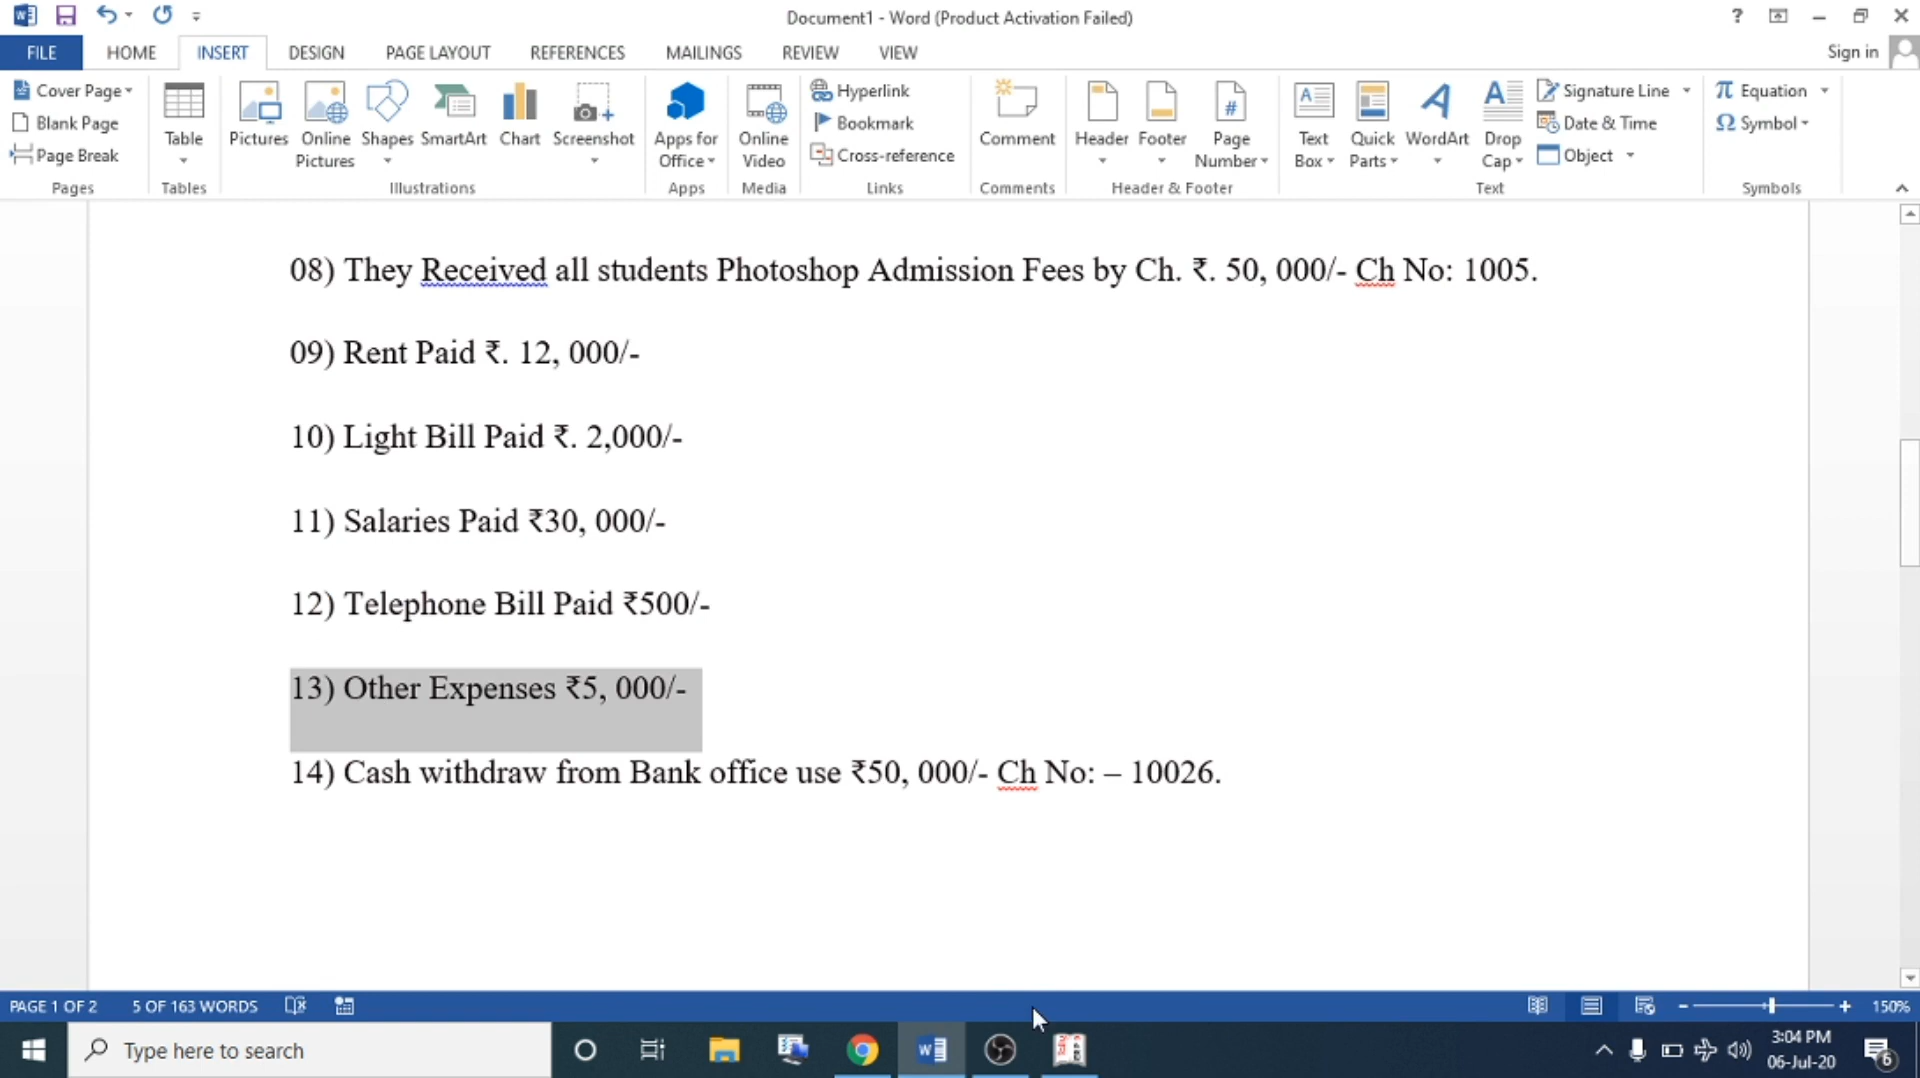 Document1 - Word (Product Activation Failed)
FILE HOME INSERT DESIGN PAGE LAYOUT REFERENCES MAILINGS REVIEW VIEW Sign in
Cover Page
Blank Page
Page Break
Pages
Table
Tables
Pictures
Online Pictures
Shapes
SmartArt
Chart
Screenshot
Illustrations
Apps for Office
Apps
Online Video
Media
Hyperlink
Bookmark
Cross-reference
Links
Comment
Comments
Header
Footer
Page Number
Header & Footer
Text Box
Quick Parts
WordArt
Drop Cap
Signature Line
Date & Time
Object
Text
π Equation
Ω Symbol
Symbols
08) They Received all students Photoshop Admission Fees by Ch. ₹. 50, 000/- Ch No: 1005.
09) Rent Paid ₹. 12, 000/-
10) Light Bill Paid ₹. 2,000/-
11) Salaries Paid ₹30, 000/-
12) Telephone Bill Paid ₹500/-
13) Other Expenses ₹5, 000/-
14) Cash withdraw from Bank office use ₹50, 000/- Ch No: – 10026.
PAGE 1 OF 2 5 OF 163 WORDS 150%
Type here to search
3:04 PM
06-Jul-20
6